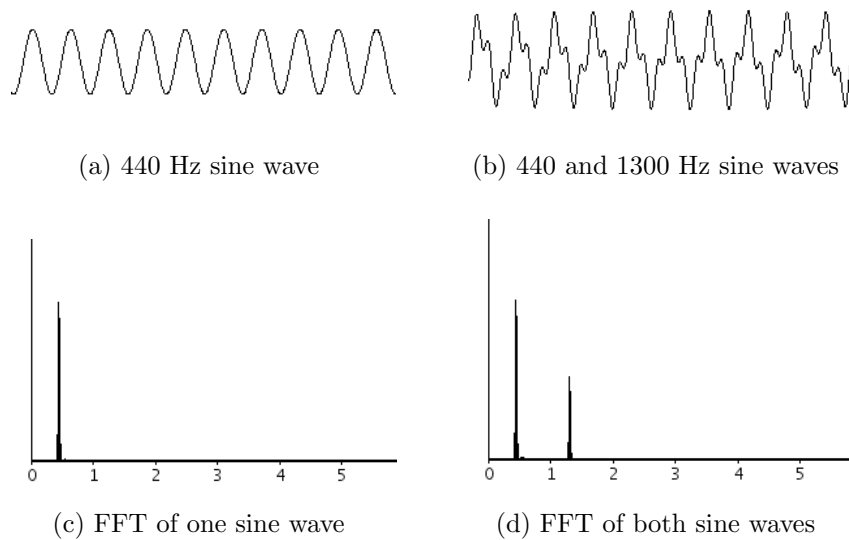 (a) 440 Hz sine wave
(b) 440 and 1300 Hz sine waves
0 1 2 3 4 5
(c) FFT of one sine wave
0 1 2 3 4 5
(d) FFT of both sine waves